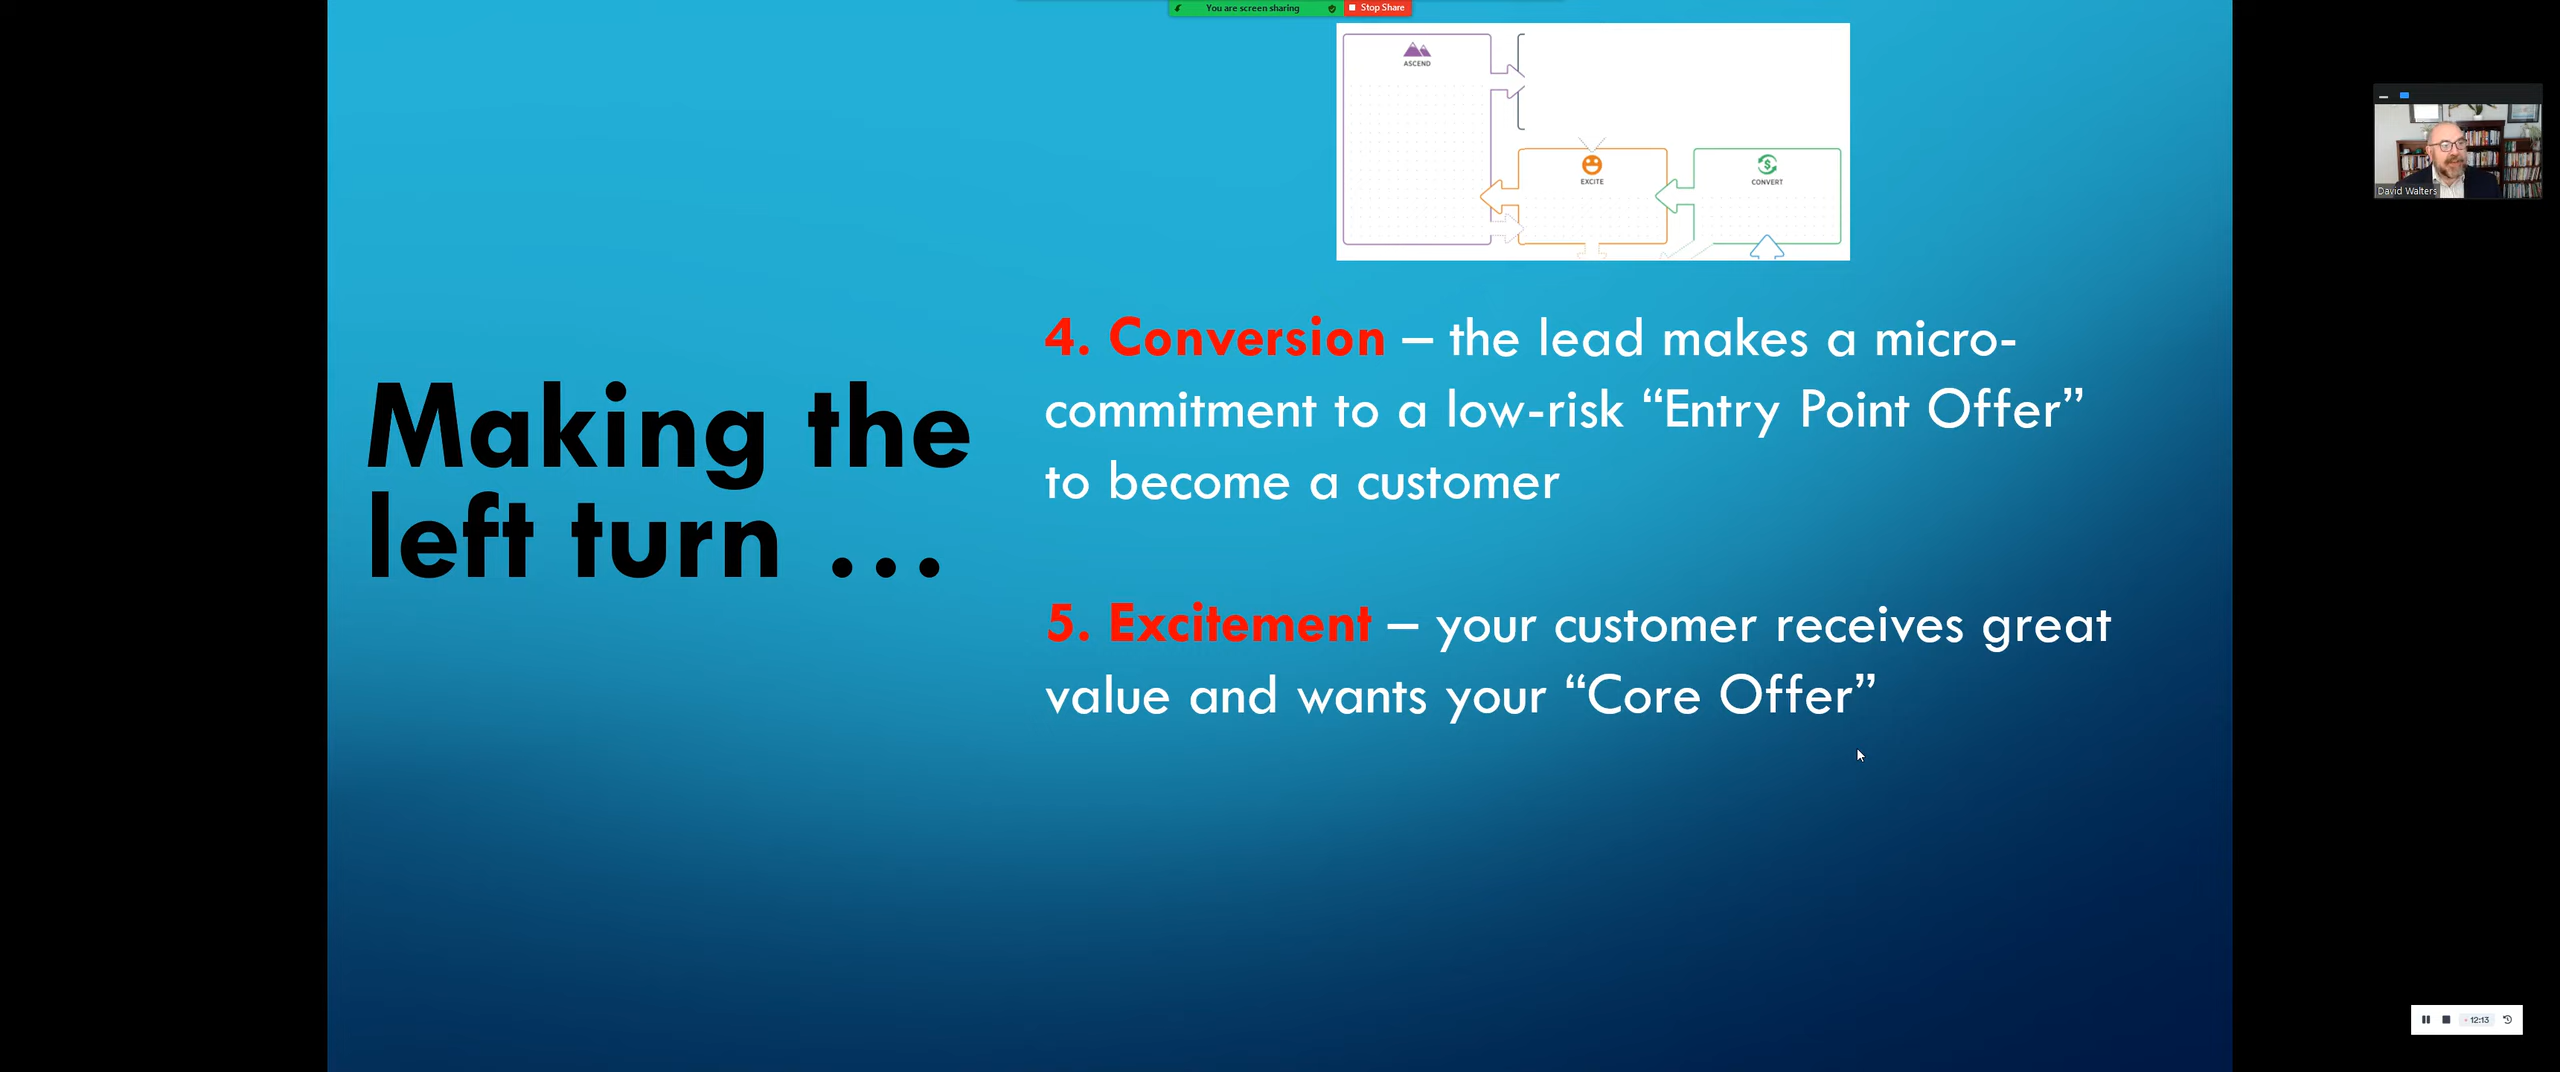 You are screen sharing
Stop Share
ASCEND
EXCITE
CONVERT
David Walters
Making the
left turn ...
4. Conversion – the lead makes a micro-
commitment to a low-risk “Entry Point Offer”
to become a customer
5. Excitement – your customer receives great
value and wants your “Core Offer”
12:13